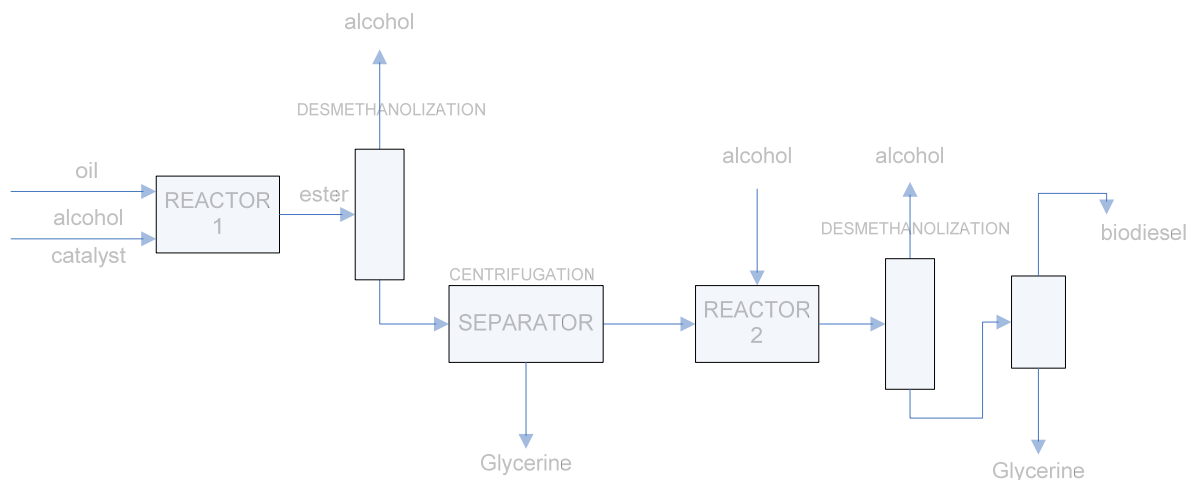 alcohol
DESMETHANOLIZATION
oil
REACTOR
1
ester
alcohol
catalyst
CENTRIFUGATION
SEPARATOR
Glycerine
alcohol
REACTOR
2
alcohol
DESMETHANOLIZATION
biodiesel
Glycerine